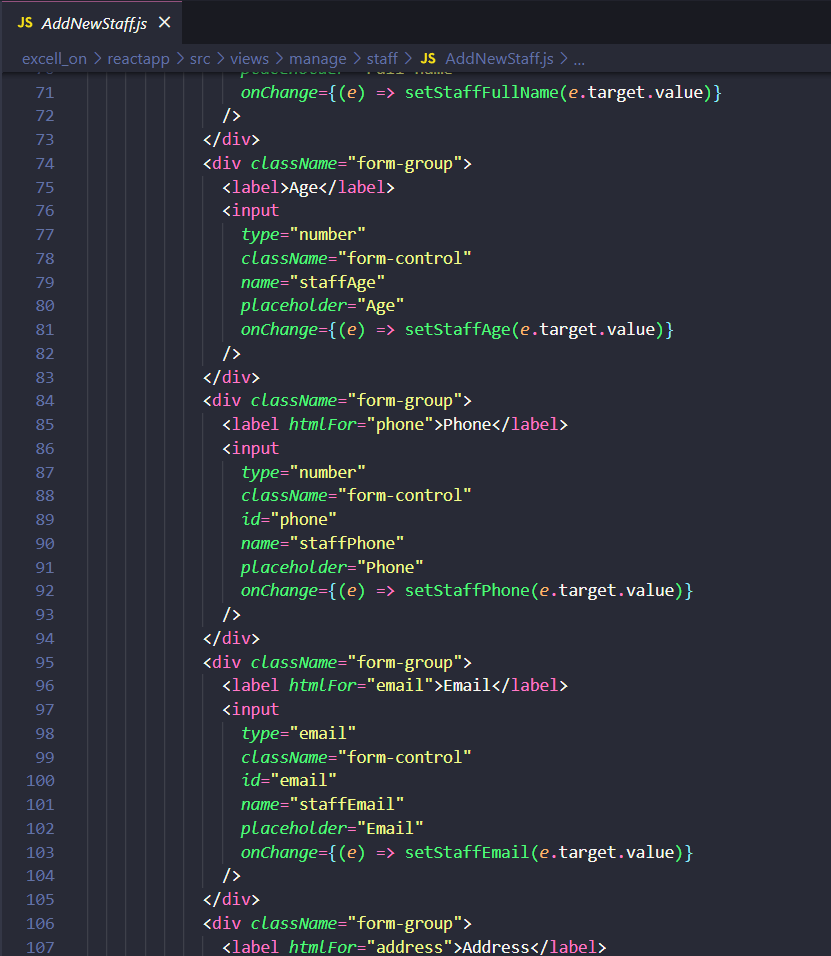 JS AddNewStaff.js ×
excell_on > reactapp > src > views > manage > staff > JS AddNewStaff.js > ...
71 onChange={(e) => setStaffFullName(e.target.value)}
72 />
73 </div>
74 <div className="form-group">
75 <label>Age</label>
76 <input
77 type="number"
78 className="form-control"
79 name="staffAge"
80 placeholder="Age"
81 onChange={(e) => setStaffAge(e.target.value)}
82 />
83 </div>
84 <div className="form-group">
85 <label htmlFor="phone">Phone</label>
86 <input
87 type="number"
88 className="form-control"
89 id="phone"
90 name="staffPhone"
91 placeholder="Phone"
92 onChange={(e) => setStaffPhone(e.target.value)}
93 />
94 </div>
95 <div className="form-group">
96 <label htmlFor="email">Email</label>
97 <input
98 type="email"
99 className="form-control"
100 id="email"
101 name="staffEmail"
102 placeholder="Email"
103 onChange={(e) => setStaffEmail(e.target.value)}
104 />
105 </div>
106 <div className="form-group">
107 <label htmlFor="address">Address</label>